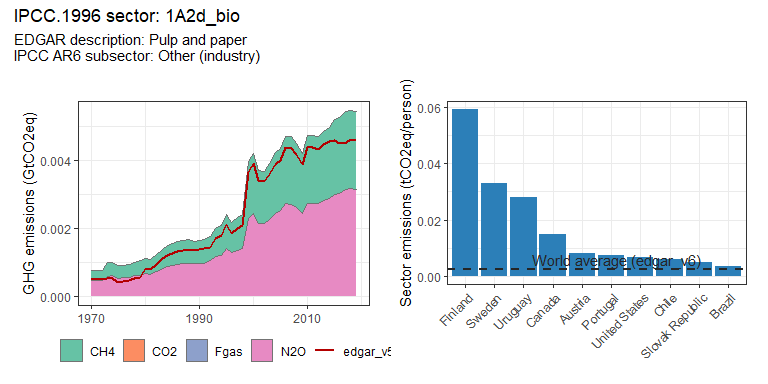 IPCC.1996 sector: 1A2d_bio
EDGAR description: Pulp and paper
IPCC AR6 subsector: Other (industry)
GHG emissions (GtCO2eq)
0.004
0.002
0.000
1970
1990
2010
CH4
CO2
Fgas
N2O
edgar_v5
Sector emissions (tCO2eq/person)
0.06
0.04
0.02
0.00
World average (edgar_v6)
Finland
Sweden
Uruguay
Canada
Austria
Portugal
United States
Chile
Slovak Republic
Brazil